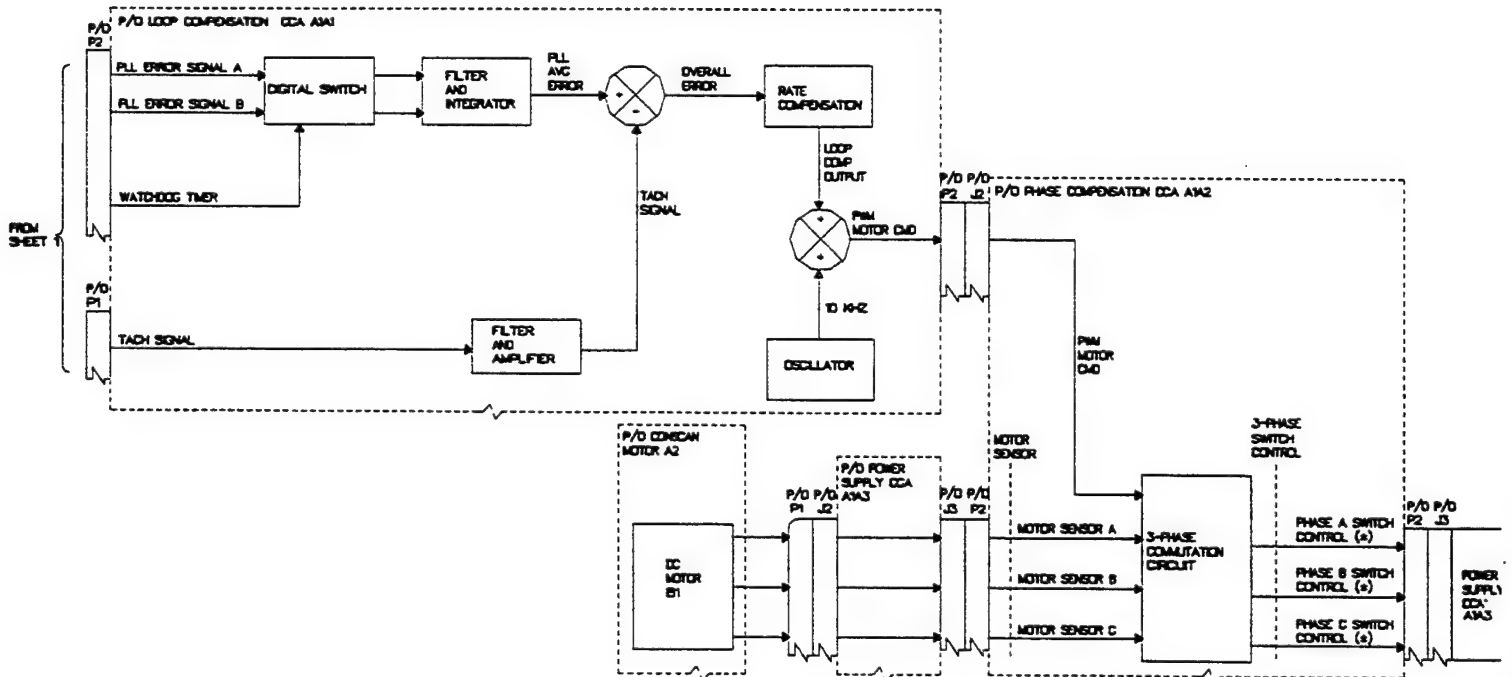 P/O
P2
P/O LOOP COMPENSATION CCA A1A1
PLL ERROR SIGNAL A
PLL ERROR SIGNAL B
DIGITAL SWITCH
FILTER
AND
INTEGRATOR
PLL
AVG
ERROR
+
-
OVERALL
ERROR
RATE
COMPENSATION
WATCHDOG TIMER
TACH
SIGNAL
LOOP
COMP
OUTPUT
+
+
PWM
MOTOR CMD
P/O P/O
P2 J2
P/O PHASE COMPENSATION CCA A1A2
FROM
SHEET 1
P/O
P1
TACH SIGNAL
FILTER
AND
AMPLIFIER
10 KHZ
OSCILLATOR
PWM
MOTOR
CMD
P/O CONSCAN
MOTOR A2
DC
MOTOR
B1
P/O P/O
P1 J2
P/O POWER
SUPPLY CCA
A1A3
P/O P/O
J3 P2
MOTOR
SENSOR
MOTOR SENSOR A
MOTOR SENSOR B
MOTOR SENSOR C
3-PHASE
COMMUTATION
CIRCUIT
3-PHASE
SWITCH
CONTROL
PHASE A SWITCH
CONTROL (±)
PHASE B SWITCH
CONTROL (±)
PHASE C SWITCH
CONTROL (±)
P/O P/O
P2 J3
POWER
SUPPLY
CCA
A1A3